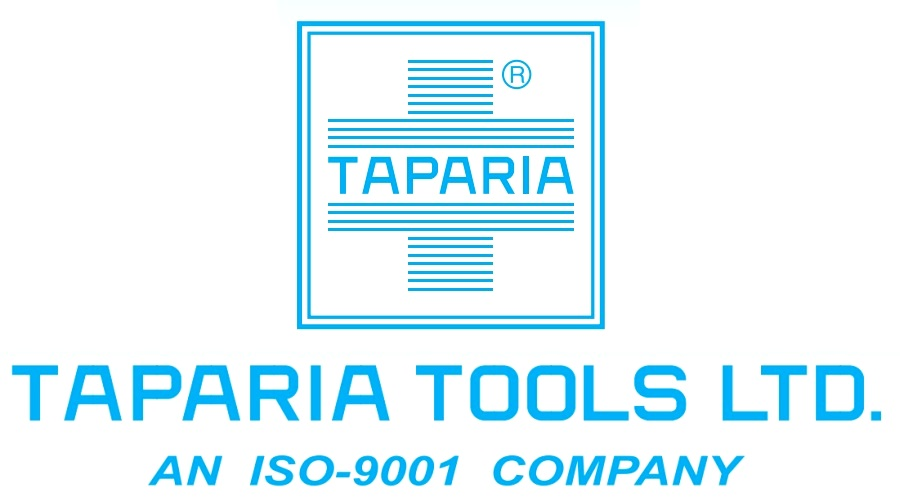 ®
TAPARIA
TAPARIA TOOLS LTD.
AN ISO-9001 COMPANY